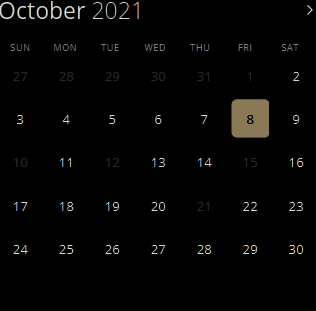 October 2021 >
SUN MON TUE WED THU FRI SAT
27 28 29 30 31 1 2
3 4 5 6 7 8 9
10 11 12 13 14 15 16
17 18 19 20 21 22 23
24 25 26 27 28 29 30